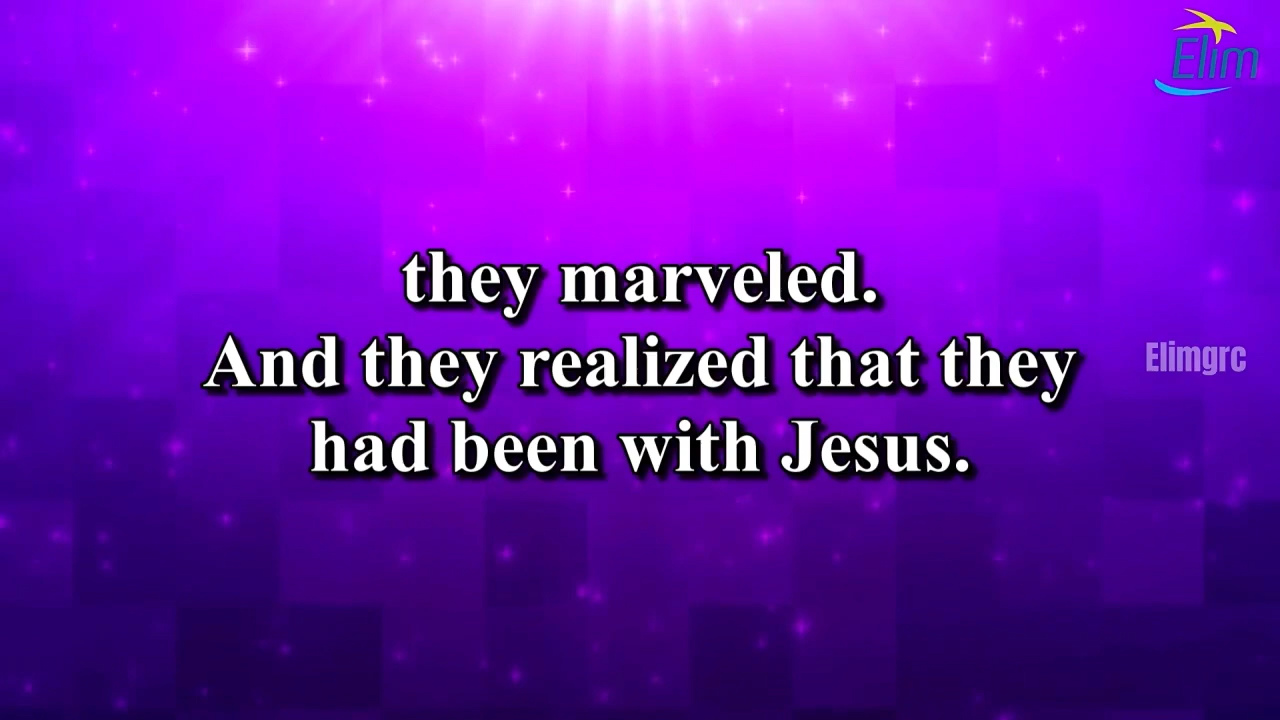 Elim
they marveled.
And they realized that they
Elimgrc
had been with Jesus.